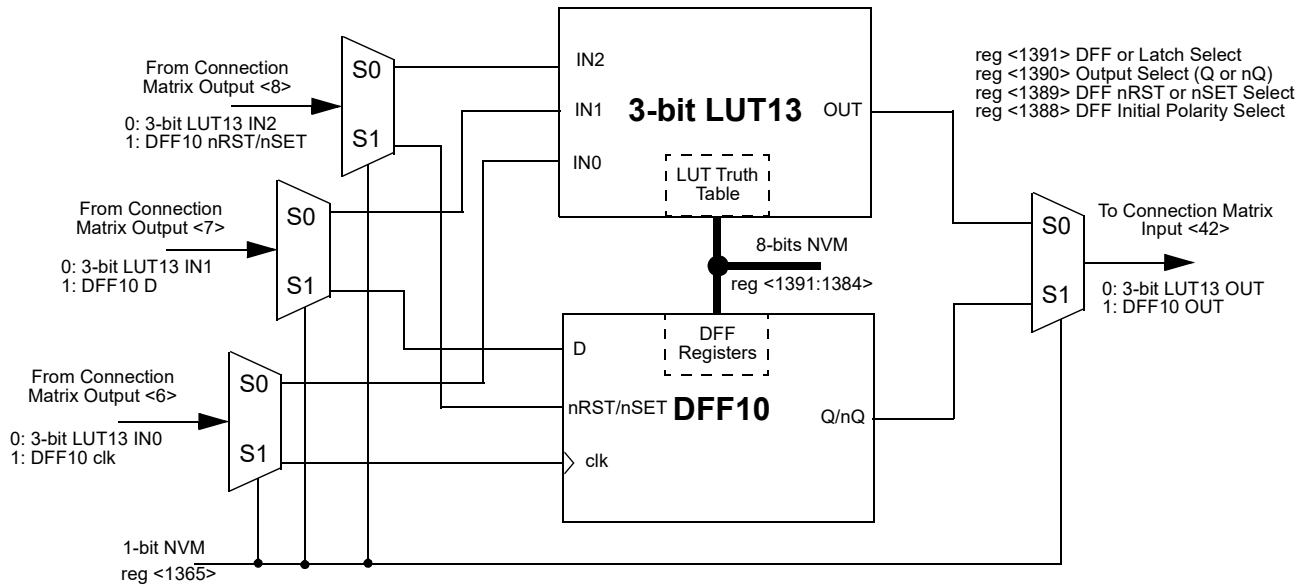 From Connection
Matrix Output <8>
0: 3-bit LUT13 IN2
1: DFF10 nRST/nSET
S0
S1
From Connection
Matrix Output <7>
0: 3-bit LUT13 IN1
1: DFF10 D
S0
S1
From Connection
Matrix Output <6>
0: 3-bit LUT13 IN0
1: DFF10 clk
S0
S1
1-bit NVM
reg <1365>
IN2
IN1
IN0
3-bit LUT13
OUT
LUT Truth
Table
8-bits NVM
reg <1391:1384>
DFF
Registers
D
nRST/nSET
clk
DFF10
Q/nQ
reg <1391> DFF or Latch Select
reg <1390> Output Select (Q or nQ)
reg <1389> DFF nRST or nSET Select
reg <1388> DFF Initial Polarity Select
S0
S1
To Connection Matrix
Input <42>
0: 3-bit LUT13 OUT
1: DFF10 OUT